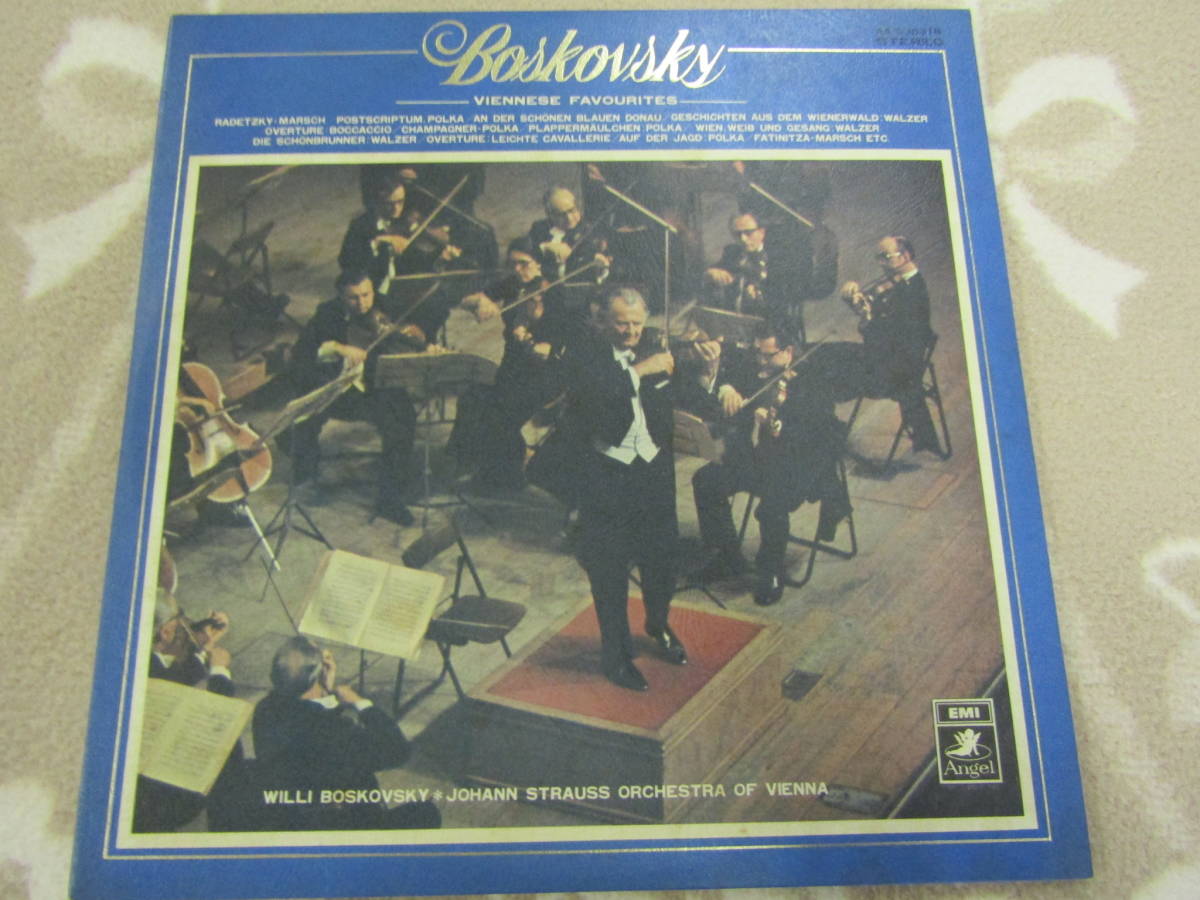 Boskovsky
STEREO
VIENNESE FAVOURITES
RADETZKY-MARSCH POSTSCRIPTUM:POLKA AN DER SCHÖNEN BLAUEN DONAU/GESCHICHTEN AUS DEM WIENERWALD:WALZER
OVERTURE BOCCACCIO/CHAMPAGNER-POLKA/PLAPPERMÄULCHEN:POLKA/WIEN,WEIB UND GESANG:WALZER
DIE SCHÖNBRUNNER:WALZER OVERTURE:LEICHTE CAVALLERIE/AUF DER JAGD:POLKA FATINITZA-MARSCH ETC.
EMI
Angel
WILLI BOSKOVSKY*JOHANN STRAUSS ORCHESTRA OF VIENNA